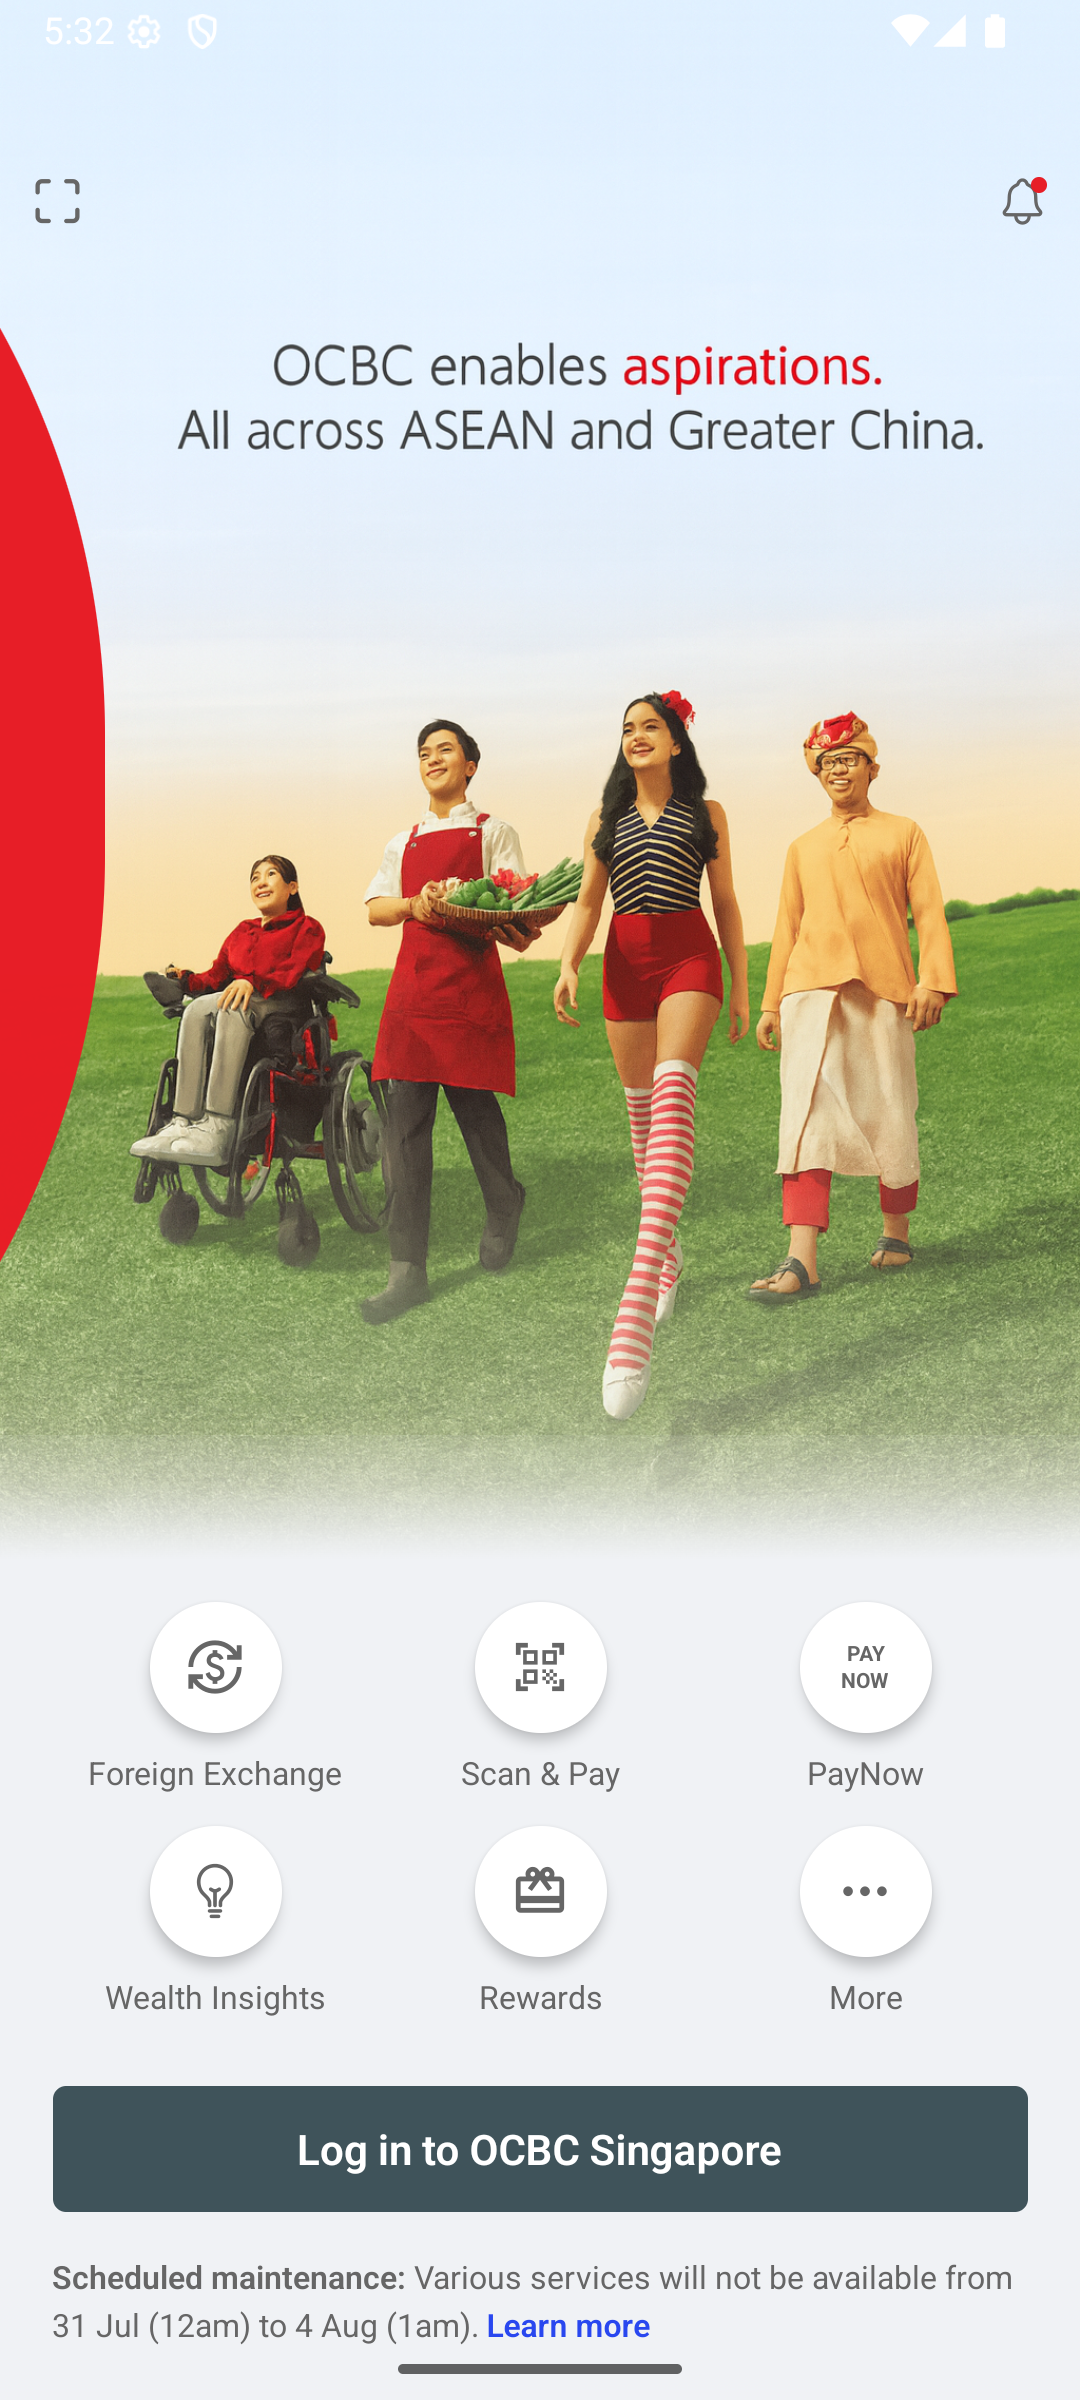 5:32
OCBC enables aspirations.
All across ASEAN and Greater China.
PAY
NOW
Foreign Exchange
Scan & Pay
PayNow
Wealth Insights
Rewards
More
Log in to OCBC Singapore
Scheduled maintenance: Various services will not be available from
31 Jul (12am) to 4 Aug (1am). Learn more